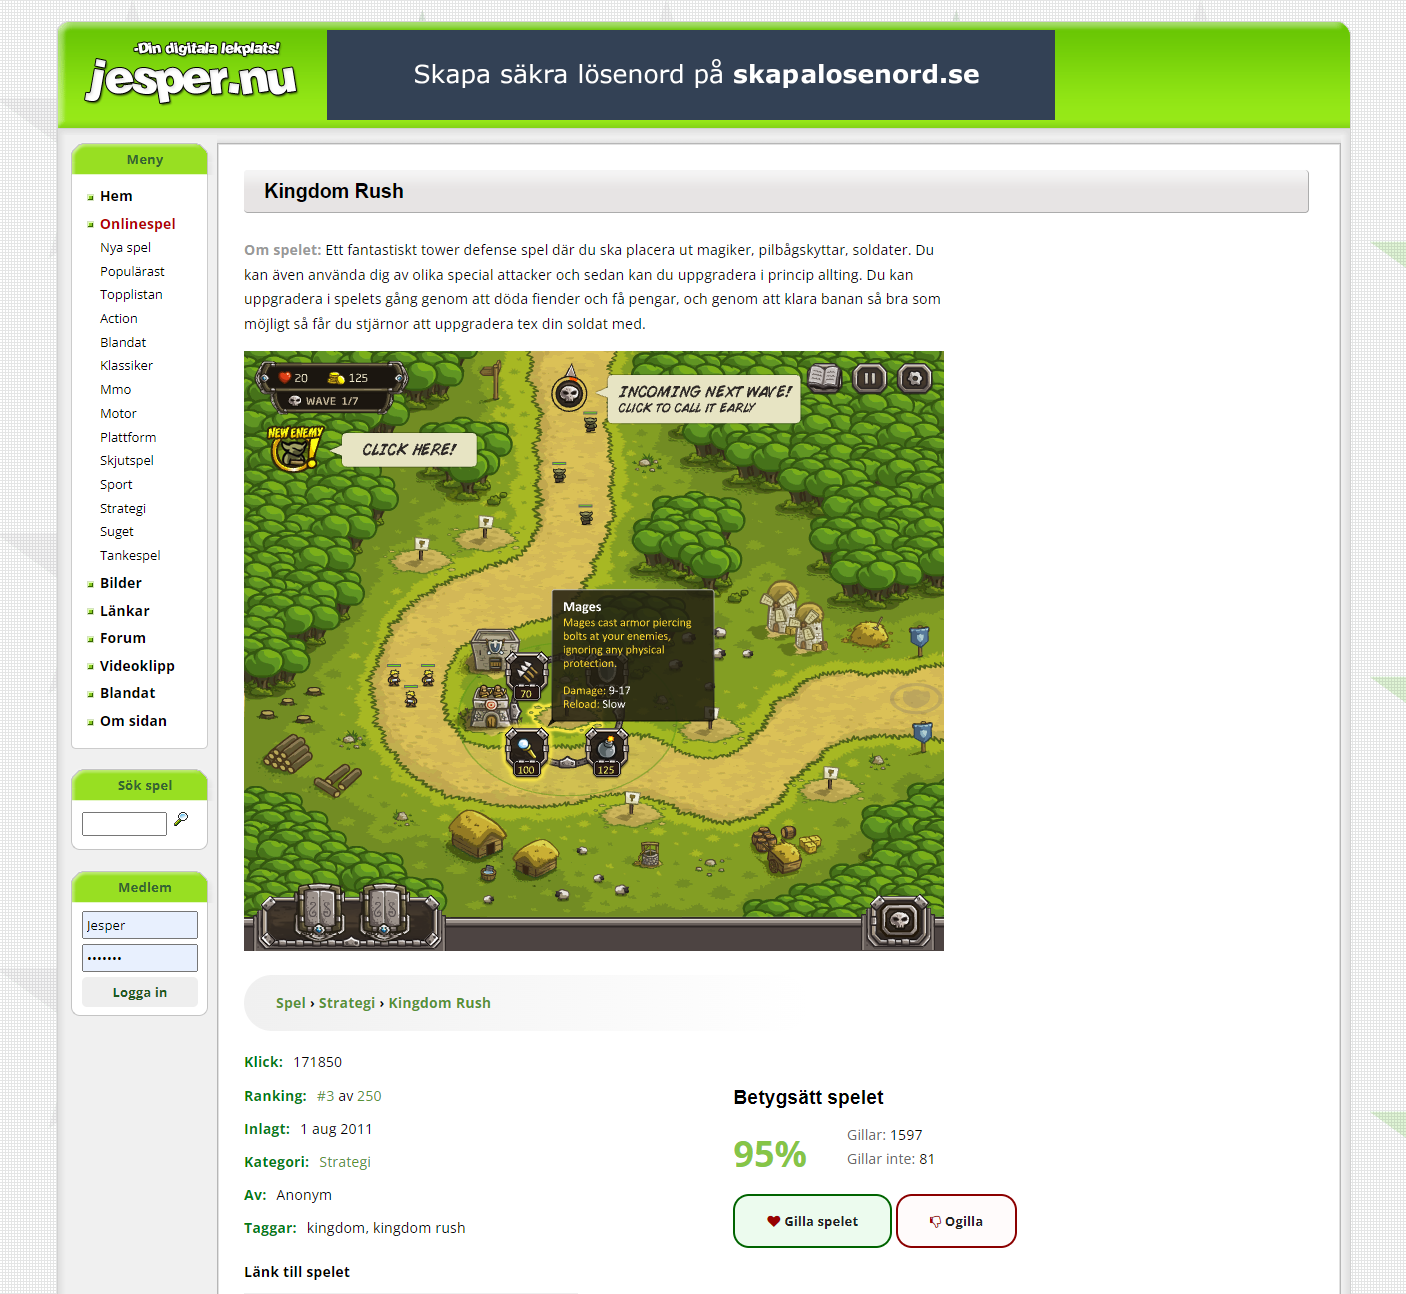 -Din digitala lekplats!
jesper.nu
Skapa säkra lösenord på skapalosenord.se
Meny
Hem
Onlinespel
Nya spel
Populärast
Topplistan
Action
Blandat
Klassiker
Mmo
Motor
Plattform
Skjutspel
Sport
Strategi
Suget
Tankespel
Bilder
Länkar
Forum
Videoklipp
Blandat
Om sidan
Sök spel
Medlem
Jesper
•••••••
Logga in
Kingdom Rush
Om spelet: Ett fantastiskt tower defense spel där du ska placera ut magiker, pilbågskyttar, soldater. Du
kan även använda dig av olika special attacker och sedan kan du uppgradera i princip allting. Du kan
uppgradera i spelets gång genom att döda fiender och få pengar, och genom att klara banan så bra som
möjligt så får du stjärnor att uppgradera tex din soldat med.
20 125
WAVE 1/7
INCOMING NEXT WAVE!
CLICK TO CALL IT EARLY
NEW ENEMY
CLICK HERE!
Mages
Mages cast armor piercing
bolts at your enemies,
ignoring any physical
protection.
Damage: 9-17
Reload: Slow
70
100
125
Spel › Strategi › Kingdom Rush
Klick: 171850
Ranking: #3 av 250
Inlagt: 1 aug 2011
Kategori: Strategi
Av: Anonym
Taggar: kingdom, kingdom rush
Länk till spelet
Betygsätt spelet
95%
Gillar: 1597
Gillar inte: 81
Gilla spelet
Ogilla